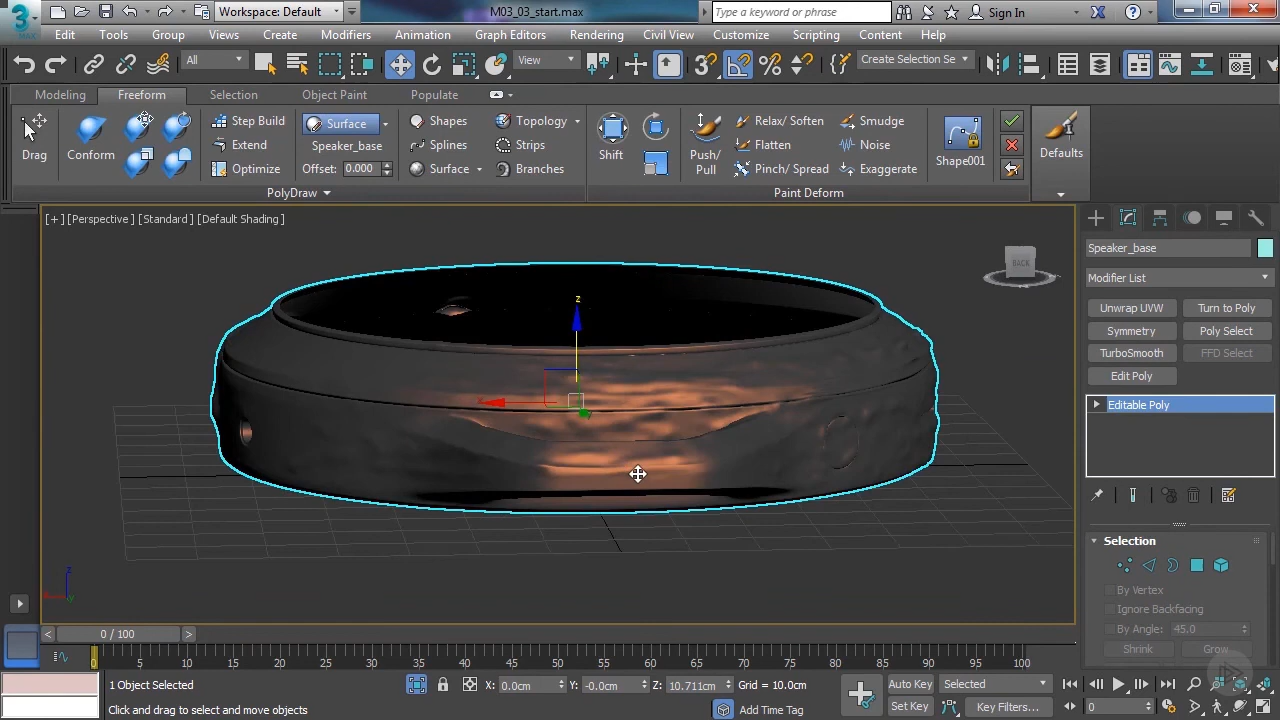 3 MAX
Workspace: Default
M03_03_start.max
Type a keyword or phrase
Sign In
Edit Tools Group Views Create Modifiers Animation Graph Editors Rendering Civil View Customize Scripting Content Help
All
View
3
Create Selection Se
Modeling Freeform Selection Object Paint Populate
Drag
Conform
Step Build
Extend
Optimize
Surface
Speaker_base
Offset: 0.000
Shapes
Splines
Surface
Topology
Strips
Branches
PolyDraw
Shift
Push/
Pull
Relax/ Soften
Flatten
Pinch/ Spread
Smudge
Noise
Exaggerate
Shape001
Paint Deform
Defaults
[+] [Perspective ] [Standard ] [Default Shading ]
BACK
z
x
z
Speaker_base
Modifier List
Unwrap UVW Turn to Poly
Symmetry Poly Select
TurboSmooth FFD Select
Edit Poly
Editable Poly
Selection
By Vertex
Ignore Backfacing
By Angle: 45.0
Shrink Grow
< 0 / 100 >
0 5 10 15 20 25 30 35 40 45 50 55 60 65 70 75 80 85 90 95 100
1 Object Selected
X: 0.0cm Y: -0.0cm Z: 10.711cm Grid = 10.0cm
Click and drag to select and move objects
Add Time Tag
Auto Key Selected
Set Key Key Filters...
0